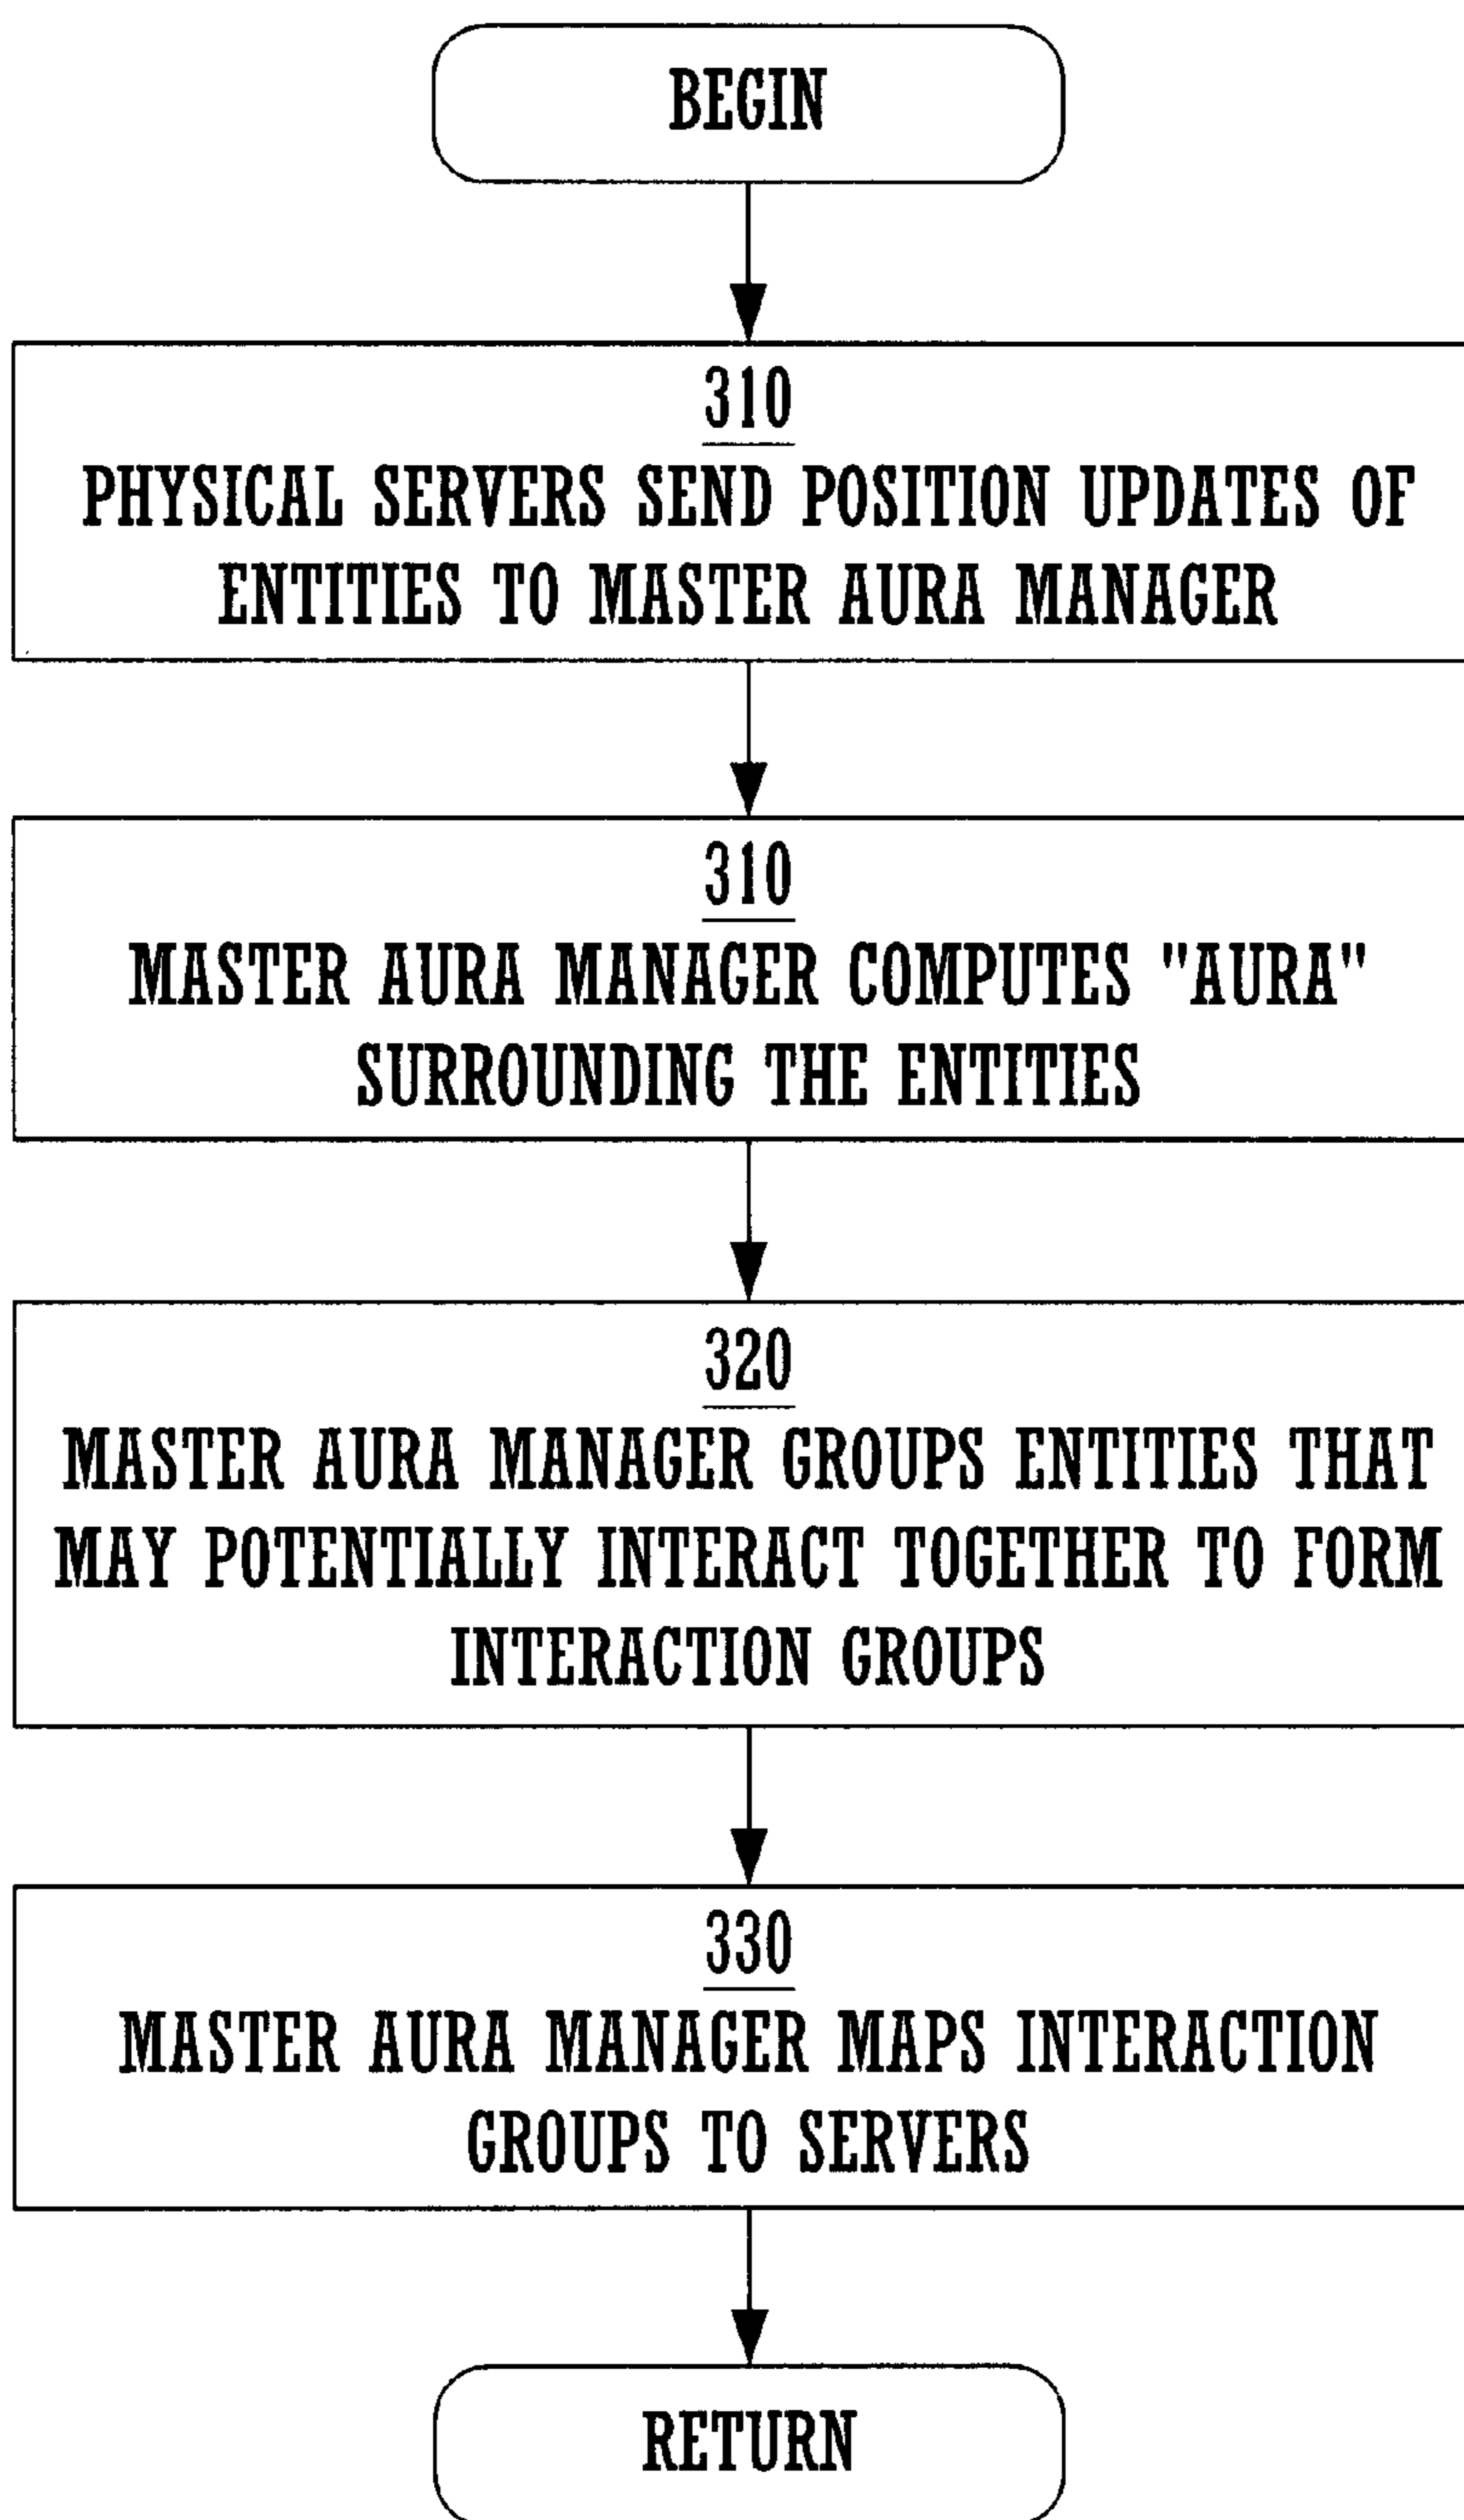 BEGIN
310
PHYSICAL SERVERS SEND POSITION UPDATES OF
ENTITIES TO MASTER AURA MANAGER
310
MASTER AURA MANAGER COMPUTES "AURA"
SURROUNDING THE ENTITIES
320
MASTER AURA MANAGER GROUPS ENTITIES THAT
MAY POTENTIALLY INTERACT TOGETHER TO FORM
INTERACTION GROUPS
330
MASTER AURA MANAGER MAPS INTERACTION
GROUPS TO SERVERS
RETURN